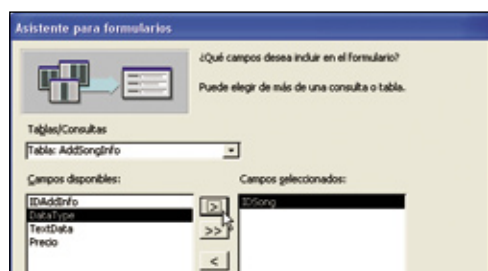 Asistente para formularios
¿Qué campos desea incluir en el formulario?
Puede elegir de más de una consulta o tabla.
Tablas/Consultas
Tabla: AddSongInfo
Campos disponibles:
Campos seleccionados:
IDAddInfo
DataType
TextData
Precio
>
>>
<
IDSong